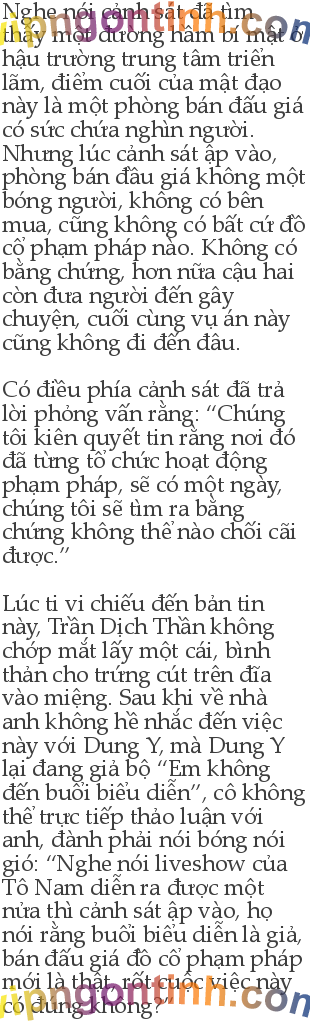 Nghe nói cảnh sát đã tìm
thấy một đường hầm bí mật ở
vipngontinh.com
hậu trường trung tâm triển
lãm, điểm cuối của mật đạo
này là một phòng bán đấu giá
có sức chứa nghìn người.
Nhưng lúc cảnh sát ập vào,
phòng bán đâu giá không một
bóng người, không có bên
mua, cũng không có bất cứ đồ
cổ phạm pháp nào. Không có
bằng chứng, hơn nữa cậu hai
còn đưa người đến gây
chuyện, cuối cùng vụ án này
cũng không đi đến đâu.
Có điều phía cảnh sát đã trả
lời phỏng vấn rằng: “Chúng
tôi kiên quyết tin rằng nơi đó
đã từng tổ chức hoạt động
phạm pháp, sẽ có một ngày,
chúng tôi sẽ tìm ra bằng
chứng không thể nào chối cãi
được.”
Lúc ti vi chiếu đến bản tin
này, Trần Dịch Thần không
chớp mắt lấy một cái, bình
thản cho trứng cút trên đĩa
vào miệng. Sau khi về nhà
anh không hề nhắc đến việc
này với Dung Y, mà Dung Y
lại đang giả bộ “Em không
đến buổi biểu diễn”, cô không
thể trực tiếp thảo luận với
anh, đành phải nói bóng nói
gió: “Nghe nói liveshow của
Tô Nam diễn ra được một
nửa thì cảnh sát ập vào, họ
nói rằng buổi biểu diễn là giả,
bán đấu giá đồ cổ phạm pháp
mới là thật, rốt cuộc việc này
có đúng không?
vipngontinh.com